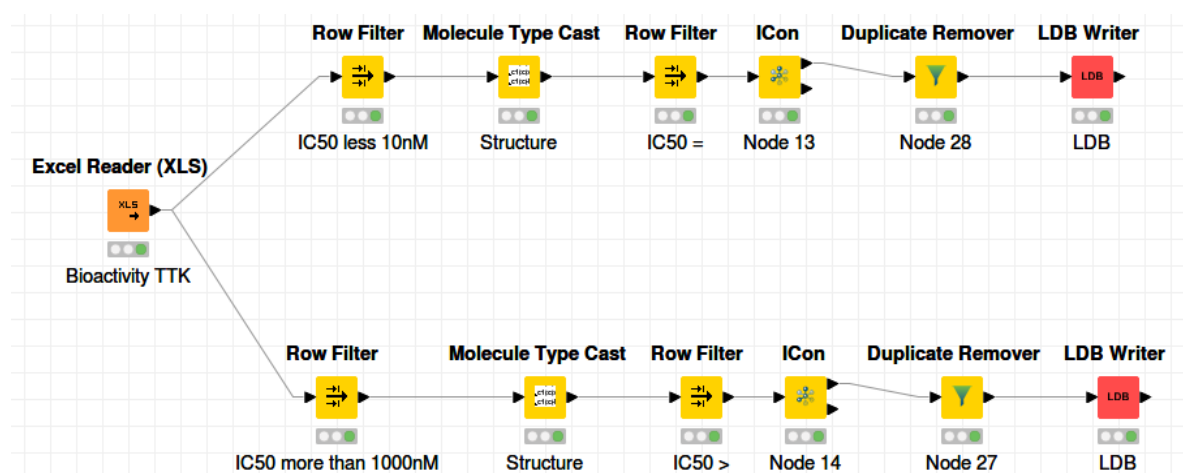 Row Filter Molecule Type Cast Row Filter ICon Duplicate Remover LDB Writer
LDB
IC50 less 10nM Structure IC50 = Node 13 Node 28 LDB
Excel Reader (XLS)
XLS
Bioactivity TTK
Row Filter Molecule Type Cast Row Filter ICon Duplicate Remover LDB Writer
LDB
IC50 more than 1000nM Structure IC50 > Node 14 Node 27 LDB